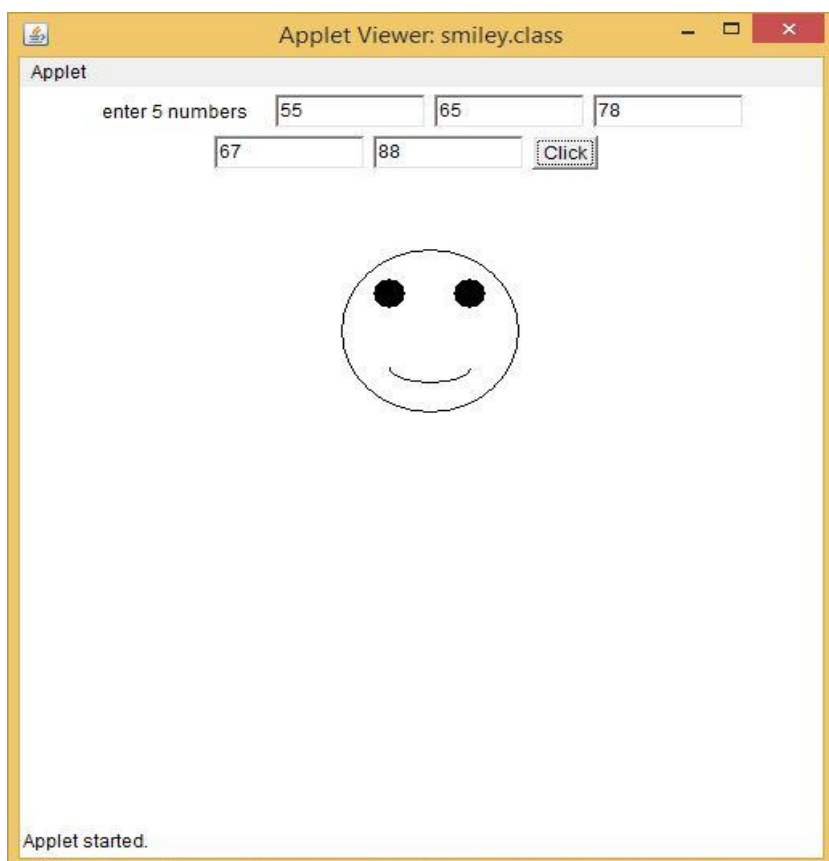 Applet Viewer: smiley.class
Applet
enter 5 numbers 55 65 78
67 88 Click
Applet started.